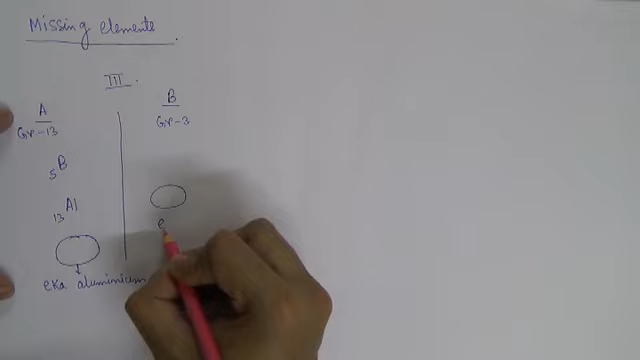 Missing elements
III
A
Gr-13
5B
13Al
eka aluminium
B
Gr-3
e